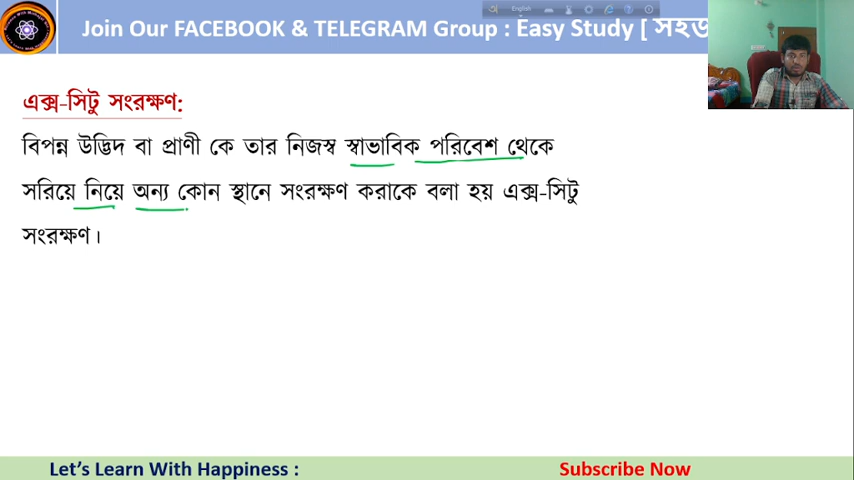 Join Our FACEBOOK & TELEGRAM Group : Easy Study [
English
এক্স-সিটু সংরক্ষণ:
বিপন্ন উদ্ভিদ বা প্রাণী কে তার নিজস্ব স্বাভাবিক পরিবেশ থেকে
সরিয়ে নিয়ে অন্য কোন স্থানে সংরক্ষণ করাকে বলা হয় এক্স-সিটু
সংরক্ষণ।
Let's Learn With Happiness :
Subscribe Now